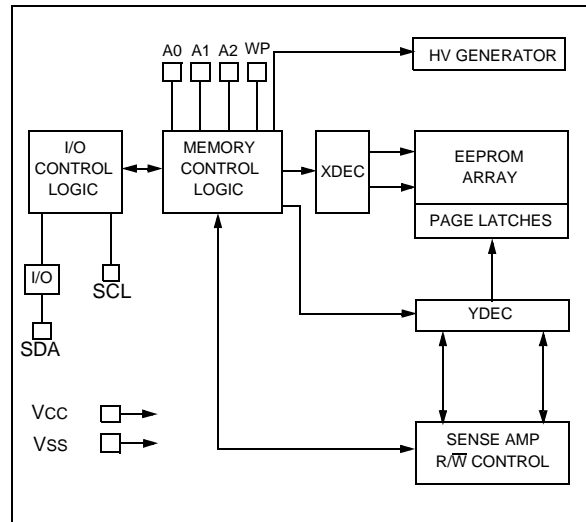 A0 A1 A2 WP
HV GENERATOR
I/O
CONTROL
LOGIC
MEMORY
CONTROL
LOGIC
XDEC
EEPROM
ARRAY
PAGE LATCHES
I/O
SCL
SDA
YDEC
VCC
VSS
SENSE AMP
R/W̅ CONTROL